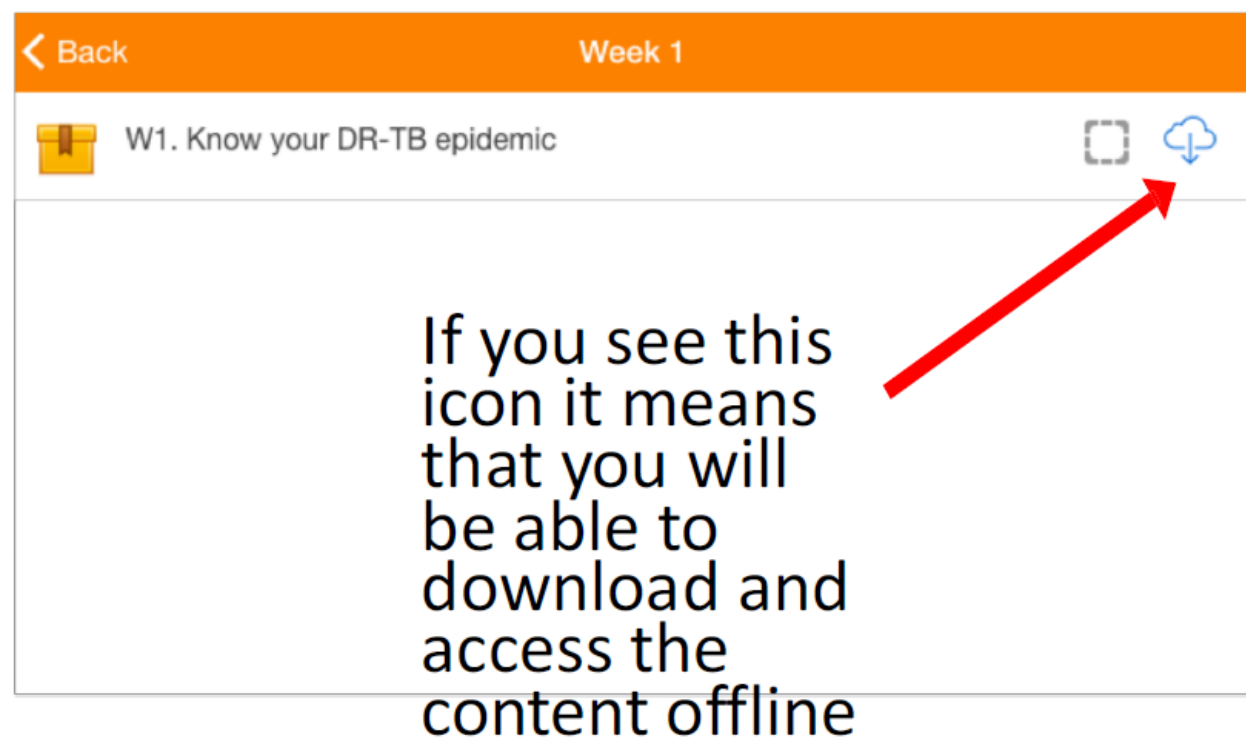 Back
Week 1
W1. Know your DR-TB epidemic
If you see this
icon it means
that you will
be able to
download and
access the
content offline